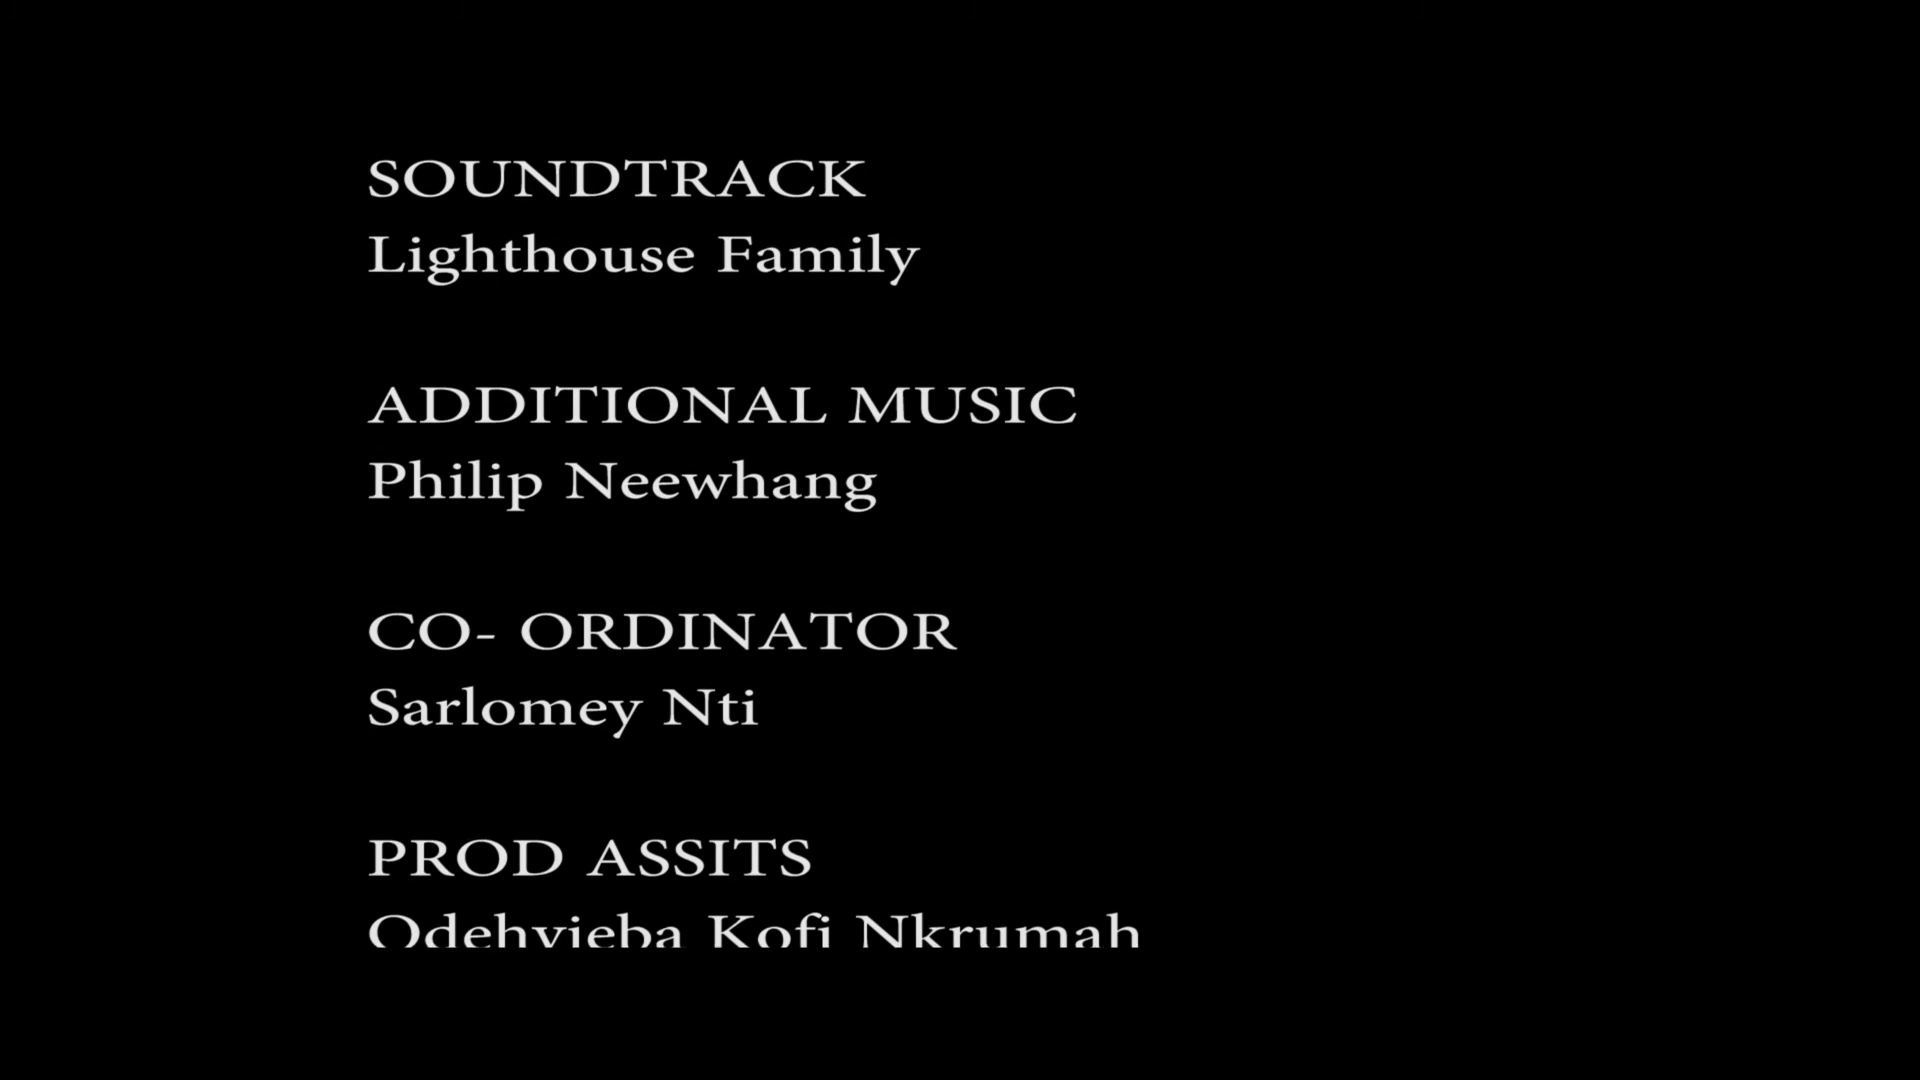 SOUNDTRACK
Lighthouse Family
ADDITIONAL MUSIC
Philip Neewhang
CO- ORDINATOR
Sarlomey Nti
PROD ASSITS
Odehyieba Kofi Nkrumah